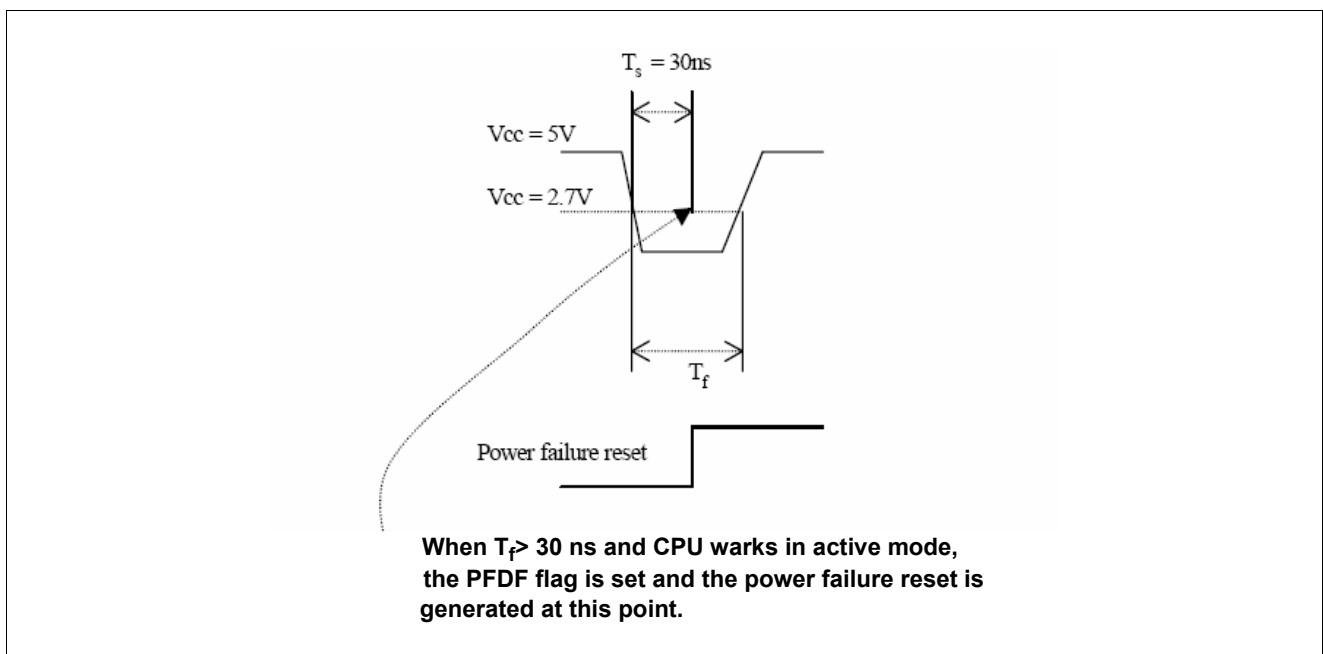 Ts = 30ns
Vcc = 5V
Vcc = 2.7V
Tf
Power failure reset
When Tf> 30 ns and CPU warks in active mode,
the PFDF flag is set and the power failure reset is
generated at this point.